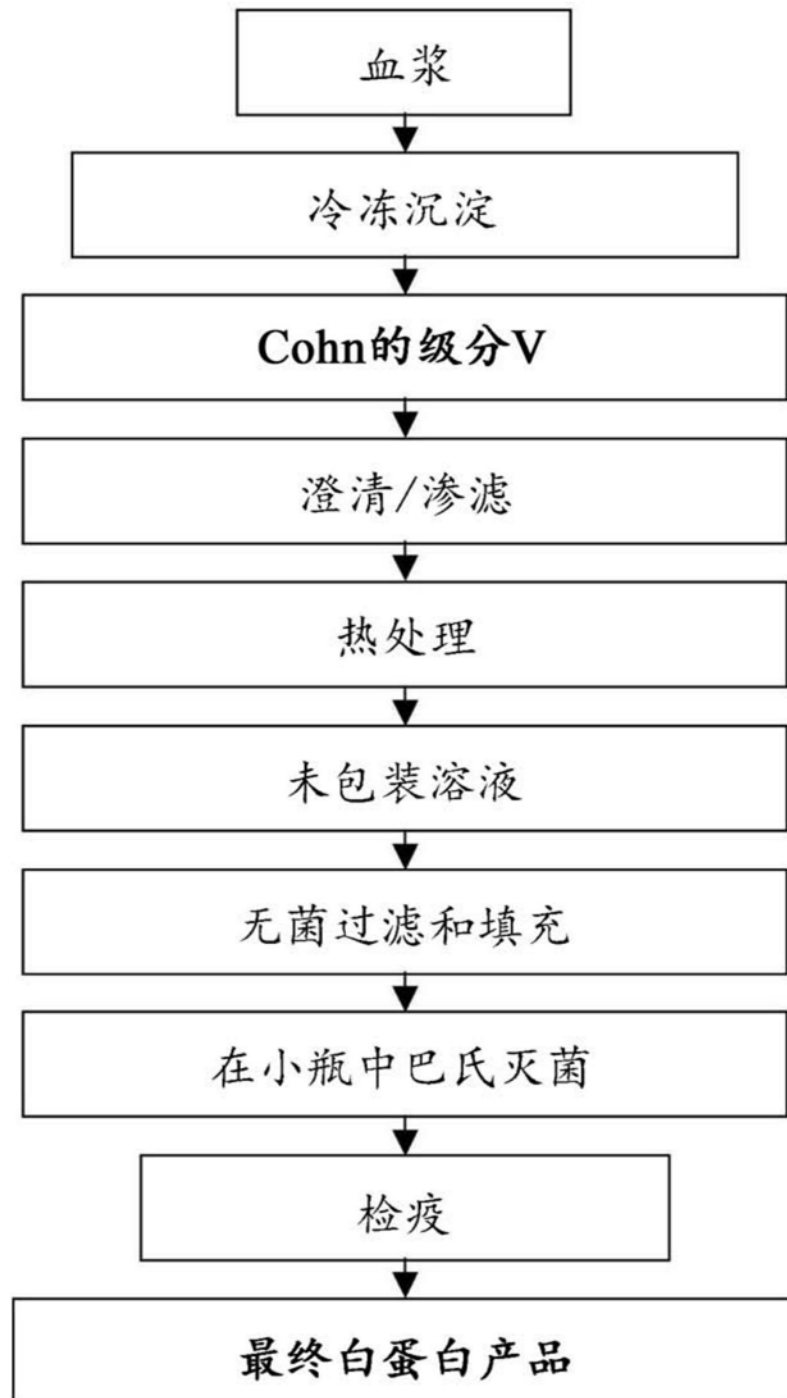 血浆
冷冻沉淀
Cohn的级分V
澄清/渗滤
热处理
未包装溶液
无菌过滤和填充
在小瓶中巴氏灭菌
检疫
最终白蛋白产品